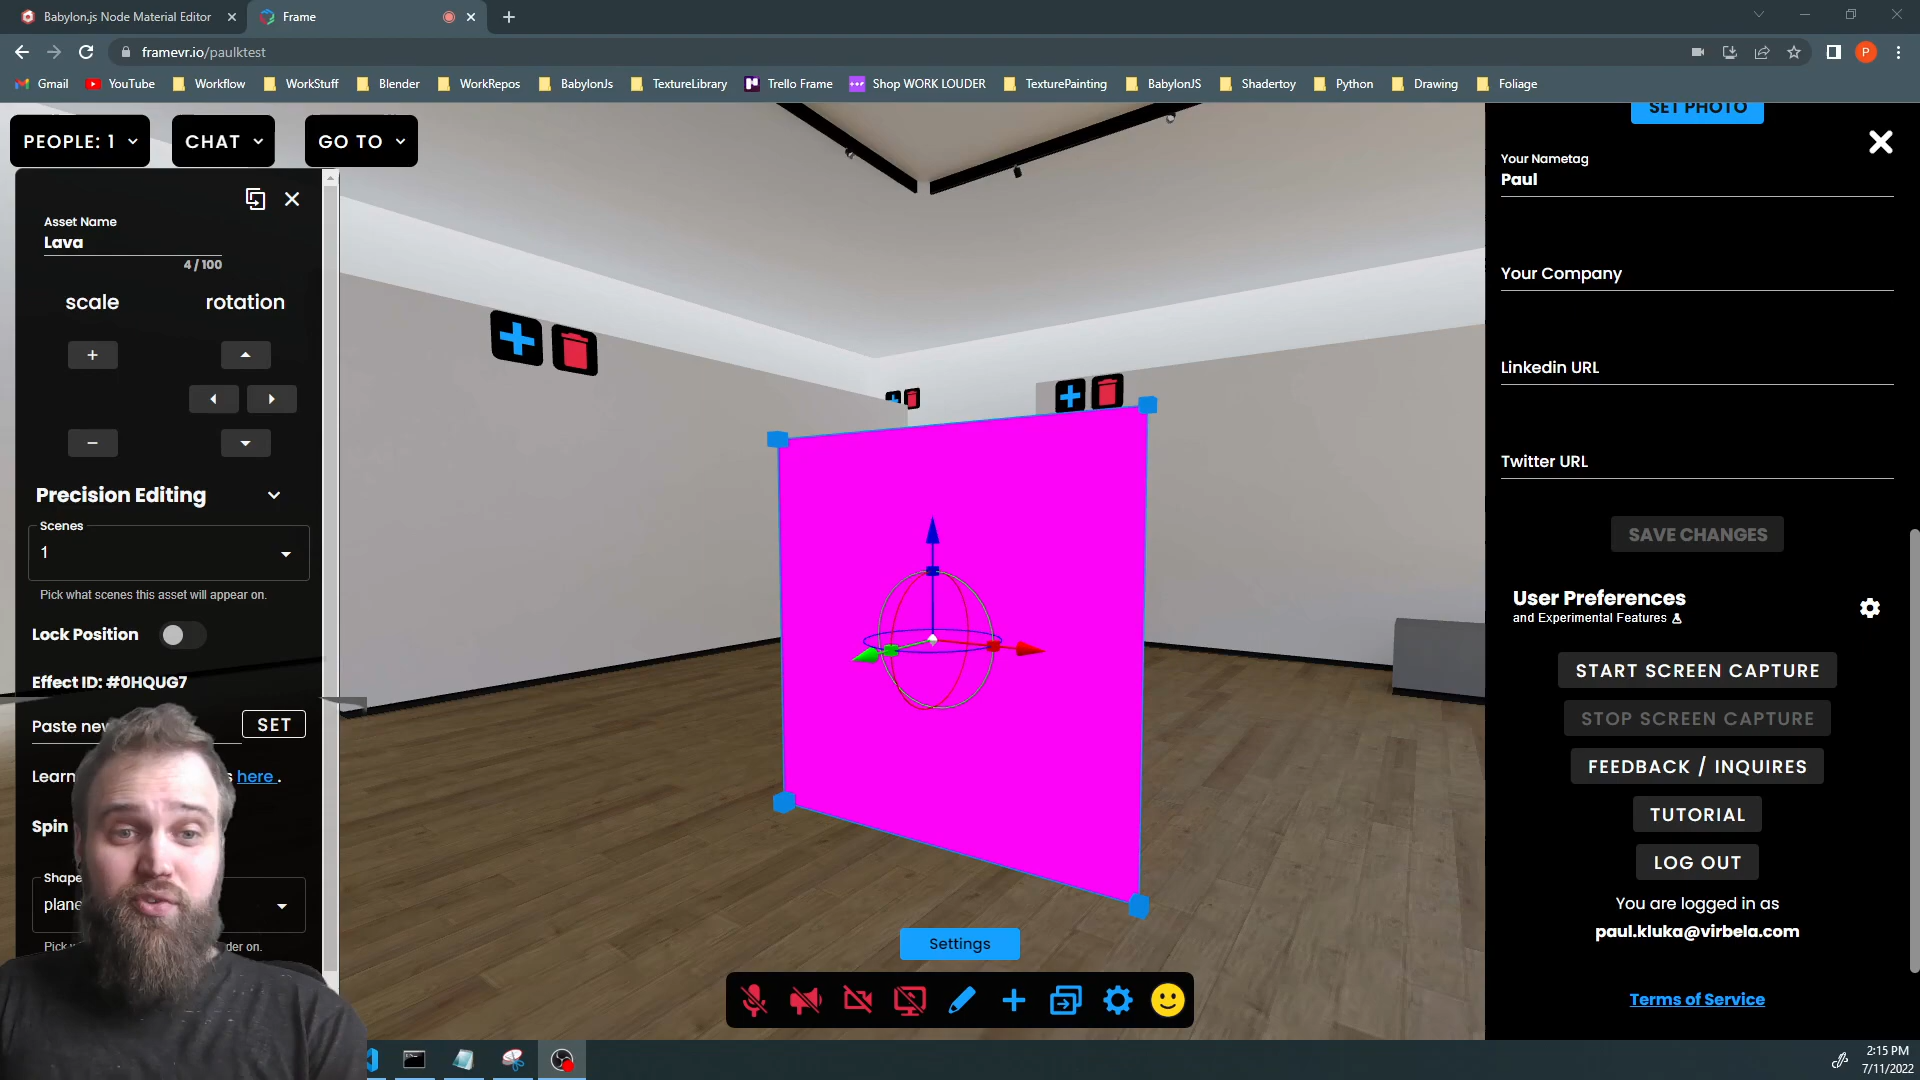 Babylon.js Node Material Editor
Frame
framevr.io/paulktest
P
Gmail
YouTube
Workflow
WorkStuff
Blender
WorkRepos
BabylonJs
TextureLibrary
Trello Frame
Shop WORK LOUDER
TexturePainting
BabylonJS
Shadertoy
Python
Drawing
Foliage
PEOPLE: 1
CHAT
GO TO
Asset Name
Lava
4 / 100
scale
rotation
Precision Editing
Scenes
1
Pick what scenes this asset will appear on.
Lock Position
Effect ID: #0HQUG7
Paste new
SET
Learn
here .
Spin
Shape
plane
Settings
SET PHOTO
Your Nametag
Paul
Your Company
Linkedin URL
Twitter URL
SAVE CHANGES
User Preferences
and Experimental Features
START SCREEN CAPTURE
STOP SCREEN CAPTURE
FEEDBACK / INQUIRES
TUTORIAL
LOG OUT
You are logged in as
paul.kluka@virbela.com
Terms of Service
2:15 PM
7/11/2022